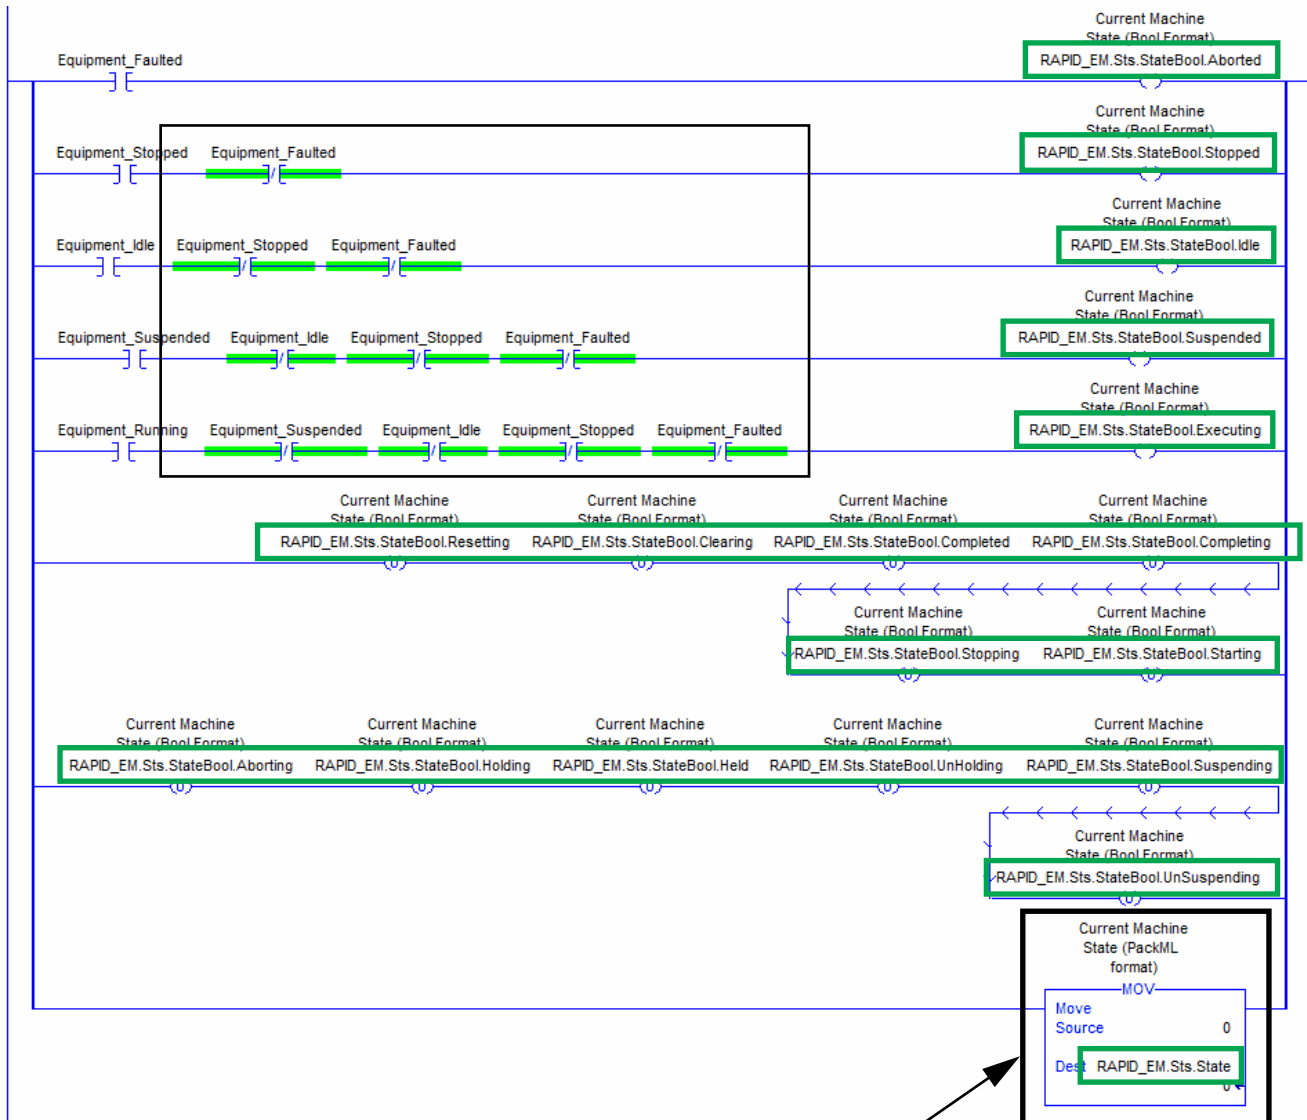 Current Machine
State (Bool Format)
Equipment_Faulted
RAPID_EM.Sts.StateBool.Aborted
Current Machine
State (Bool Format)
Equipment_Stopped Equipment_Faulted
RAPID_EM.Sts.StateBool.Stopped
Current Machine
State (Bool Format)
Equipment_Idle Equipment_Stopped Equipment_Faulted
RAPID_EM.Sts.StateBool.Idle
Current Machine
State (Bool Format)
Equipment_Suspended Equipment_Idle Equipment_Stopped Equipment_Faulted
RAPID_EM.Sts.StateBool.Suspended
Current Machine
State (Bool Format)
Equipment_Running Equipment_Suspended Equipment_Idle Equipment_Stopped Equipment_Faulted
RAPID_EM.Sts.StateBool.Executing
Current Machine Current Machine Current Machine Current Machine
State (Bool Format) State (Bool Format) State (Bool Format) State (Bool Format)
RAPID_EM.Sts.StateBool.Resetting RAPID_EM.Sts.StateBool.Clearing RAPID_EM.Sts.StateBool.Completed RAPID_EM.Sts.StateBool.Completing
U U U U
Current Machine Current Machine
State (Bool Format) State (Bool Format)
RAPID_EM.Sts.StateBool.Stopping RAPID_EM.Sts.StateBool.Starting
U U
Current Machine Current Machine Current Machine Current Machine Current Machine
State (Bool Format) State (Bool Format) State (Bool Format) State (Bool Format) State (Bool Format)
RAPID_EM.Sts.StateBool.Aborting RAPID_EM.Sts.StateBool.Holding RAPID_EM.Sts.StateBool.Held RAPID_EM.Sts.StateBool.UnHolding RAPID_EM.Sts.StateBool.Suspending
U U U U U
Current Machine
State (Bool Format)
RAPID_EM.Sts.StateBool.UnSuspending
U
Current Machine
State (PackML
format)
MOV
Move
Source 0
Dest RAPID_EM.Sts.State
0